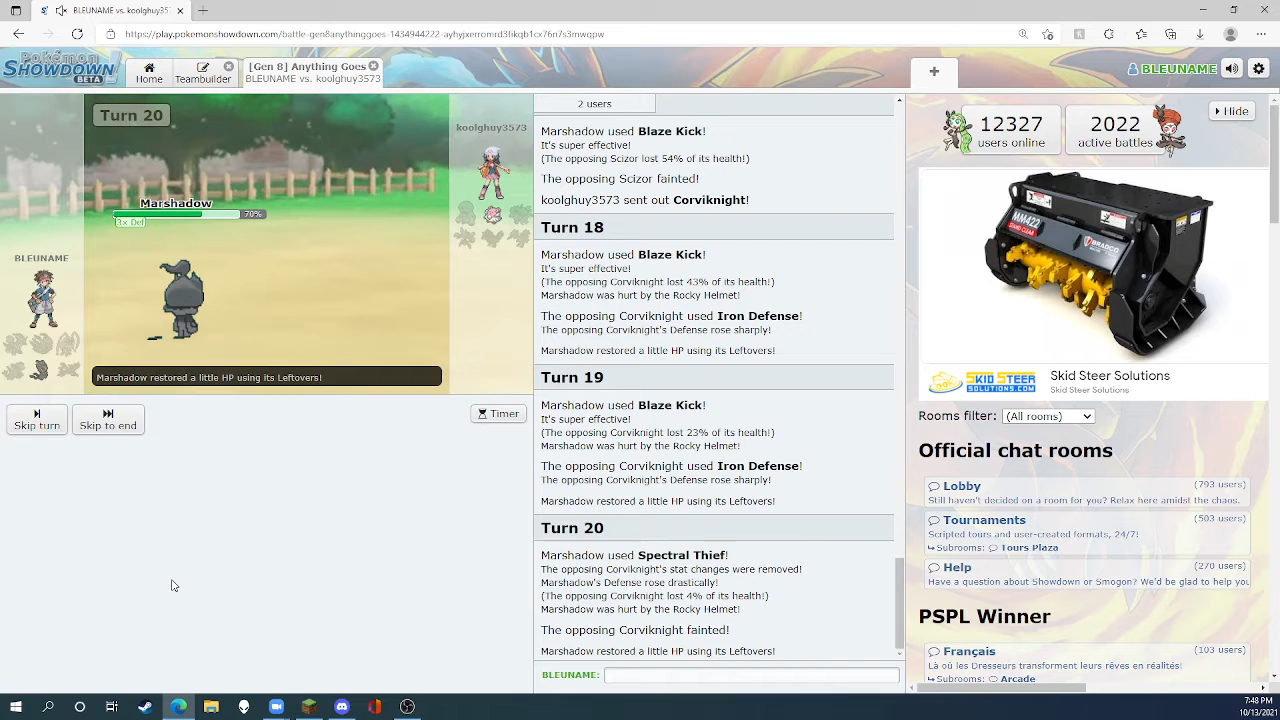 BLEUNAME vs. koolghuy35
https://play.pokemonshowdown.com/battle-gen8anythinggoes-1434944222-ayhyjxerromrd3fikqb1cx76n7s3mwqpw
Pokémon
SHOWDOWN
BETA
Home
Teambuilder
[Gen 8] Anything Goes
BLEUNAME vs. koolghuy3573
BLEUNAME
Turn 20
koolghuy3573
Marshadow
70%
3× Def
BLEUNAME
Marshadow restored a little HP using its Leftovers!
Skip turn
Skip to end
Timer
2 users
Marshadow used Blaze Kick!
It's super effective!
(The opposing Scizor lost 54% of its health!)
The opposing Scizor fainted!
koolghuy3573 sent out Corviknight!
Turn 18
Marshadow used Blaze Kick!
It's super effective!
(The opposing Corviknight lost 43% of its health!)
Marshadow was hurt by the Rocky Helmet!
The opposing Corviknight used Iron Defense!
The opposing Corviknight's Defense rose sharply!
Marshadow restored a little HP using its Leftovers!
Turn 19
Marshadow used Blaze Kick!
It's super effective!
(The opposing Corviknight lost 23% of its health!)
Marshadow was hurt by the Rocky Helmet!
The opposing Corviknight used Iron Defense!
The opposing Corviknight's Defense rose sharply!
Marshadow restored a little HP using its Leftovers!
Turn 20
Marshadow used Spectral Thief!
The opposing Corviknight's stat changes were removed!
Marshadow's Defense rose drastically!
(The opposing Corviknight lost 4% of its health!)
Marshadow was hurt by the Rocky Helmet!
The opposing Corviknight fainted!
Marshadow restored a little HP using its Leftovers!
BLEUNAME:
12327
users online
2022
active battles
Hide
MM422
BRADCO
SKID STEER
SOLUTIONS.COM
Skid Steer Solutions
Skid Steer Solutions
Rooms filter: (All rooms)
Official chat rooms
Lobby (793 users)
Still haven't decided on a room for you? Relax here amidst the chaos.
Tournaments (503 users)
Scripted tours and user-created formats, 24/7!
Subrooms: Tours Plaza
Help (270 users)
Have a question about Showdown or Smogon? We'd be glad to help you
PSPL Winner
Français (103 users)
Là où les Dresseurs transforment leurs rêves en réalités!
Subrooms: Arcade
7:48 PM
10/13/2021